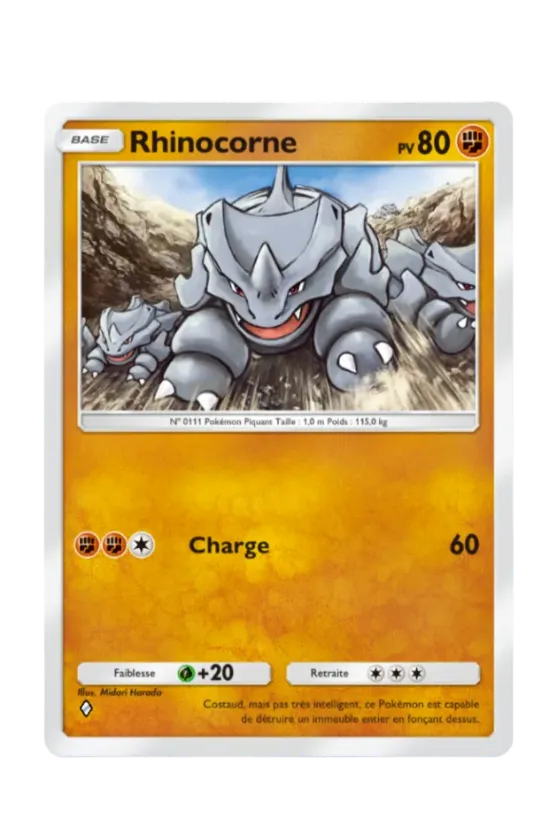 BASE Rhinocorne PV 80
N° 0111 Pokémon Piquant Taille : 1,0 m Poids : 115,0 kg
Charge 60
Faiblesse +20 Retraite
Illus. Midori Harada
Costaud, mais pas très intelligent, ce Pokémon est capable
de détruire un immeuble entier en fonçant dessus.